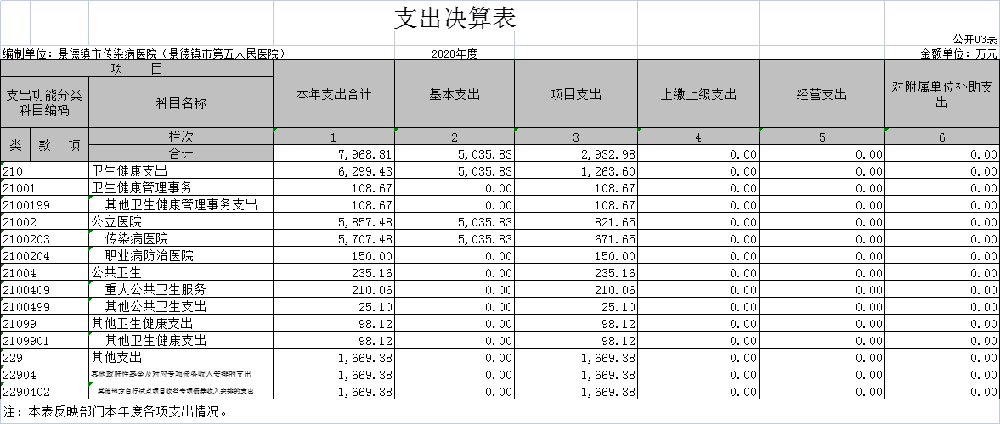 支出决算表
公开03表
编制单位：景德镇市传染病医院（景德镇市第五人民医院） 2020年度 金额单位：万元
项 目 本年支出合计 基本支出 项目支出 上缴上级支出 经营支出 对附属单位补助支出
支出功能分类科目编码 科目名称
类 款 项 栏次 1 2 3 4 5 6
合计 7,968.81 5,035.83 2,932.98 0.00 0.00 0.00
210 卫生健康支出 6,299.43 5,035.83 1,263.60 0.00 0.00 0.00
21001 卫生健康管理事务 108.67 0.00 108.67 0.00 0.00 0.00
2100199 其他卫生健康管理事务支出 108.67 0.00 108.67 0.00 0.00 0.00
21002 公立医院 5,857.48 5,035.83 821.65 0.00 0.00 0.00
2100203 传染病医院 5,707.48 5,035.83 671.65 0.00 0.00 0.00
2100204 职业病防治医院 150.00 0.00 150.00 0.00 0.00 0.00
21004 公共卫生 235.16 0.00 235.16 0.00 0.00 0.00
2100409 重大公共卫生服务 210.06 0.00 210.06 0.00 0.00 0.00
2100499 其他公共卫生支出 25.10 0.00 25.10 0.00 0.00 0.00
21099 其他卫生健康支出 98.12 0.00 98.12 0.00 0.00 0.00
2109901 其他卫生健康支出 98.12 0.00 98.12 0.00 0.00 0.00
229 其他支出 1,669.38 0.00 1,669.38 0.00 0.00 0.00
22904 其他政府性基金及对应专项债务收入安排的支出 1,669.38 0.00 1,669.38 0.00 0.00 0.00
2290402 其他地方自行试点项目收益专项债券收入安排的支出 1,669.38 0.00 1,669.38 0.00 0.00 0.00
注：本表反映部门本年度各项支出情况。